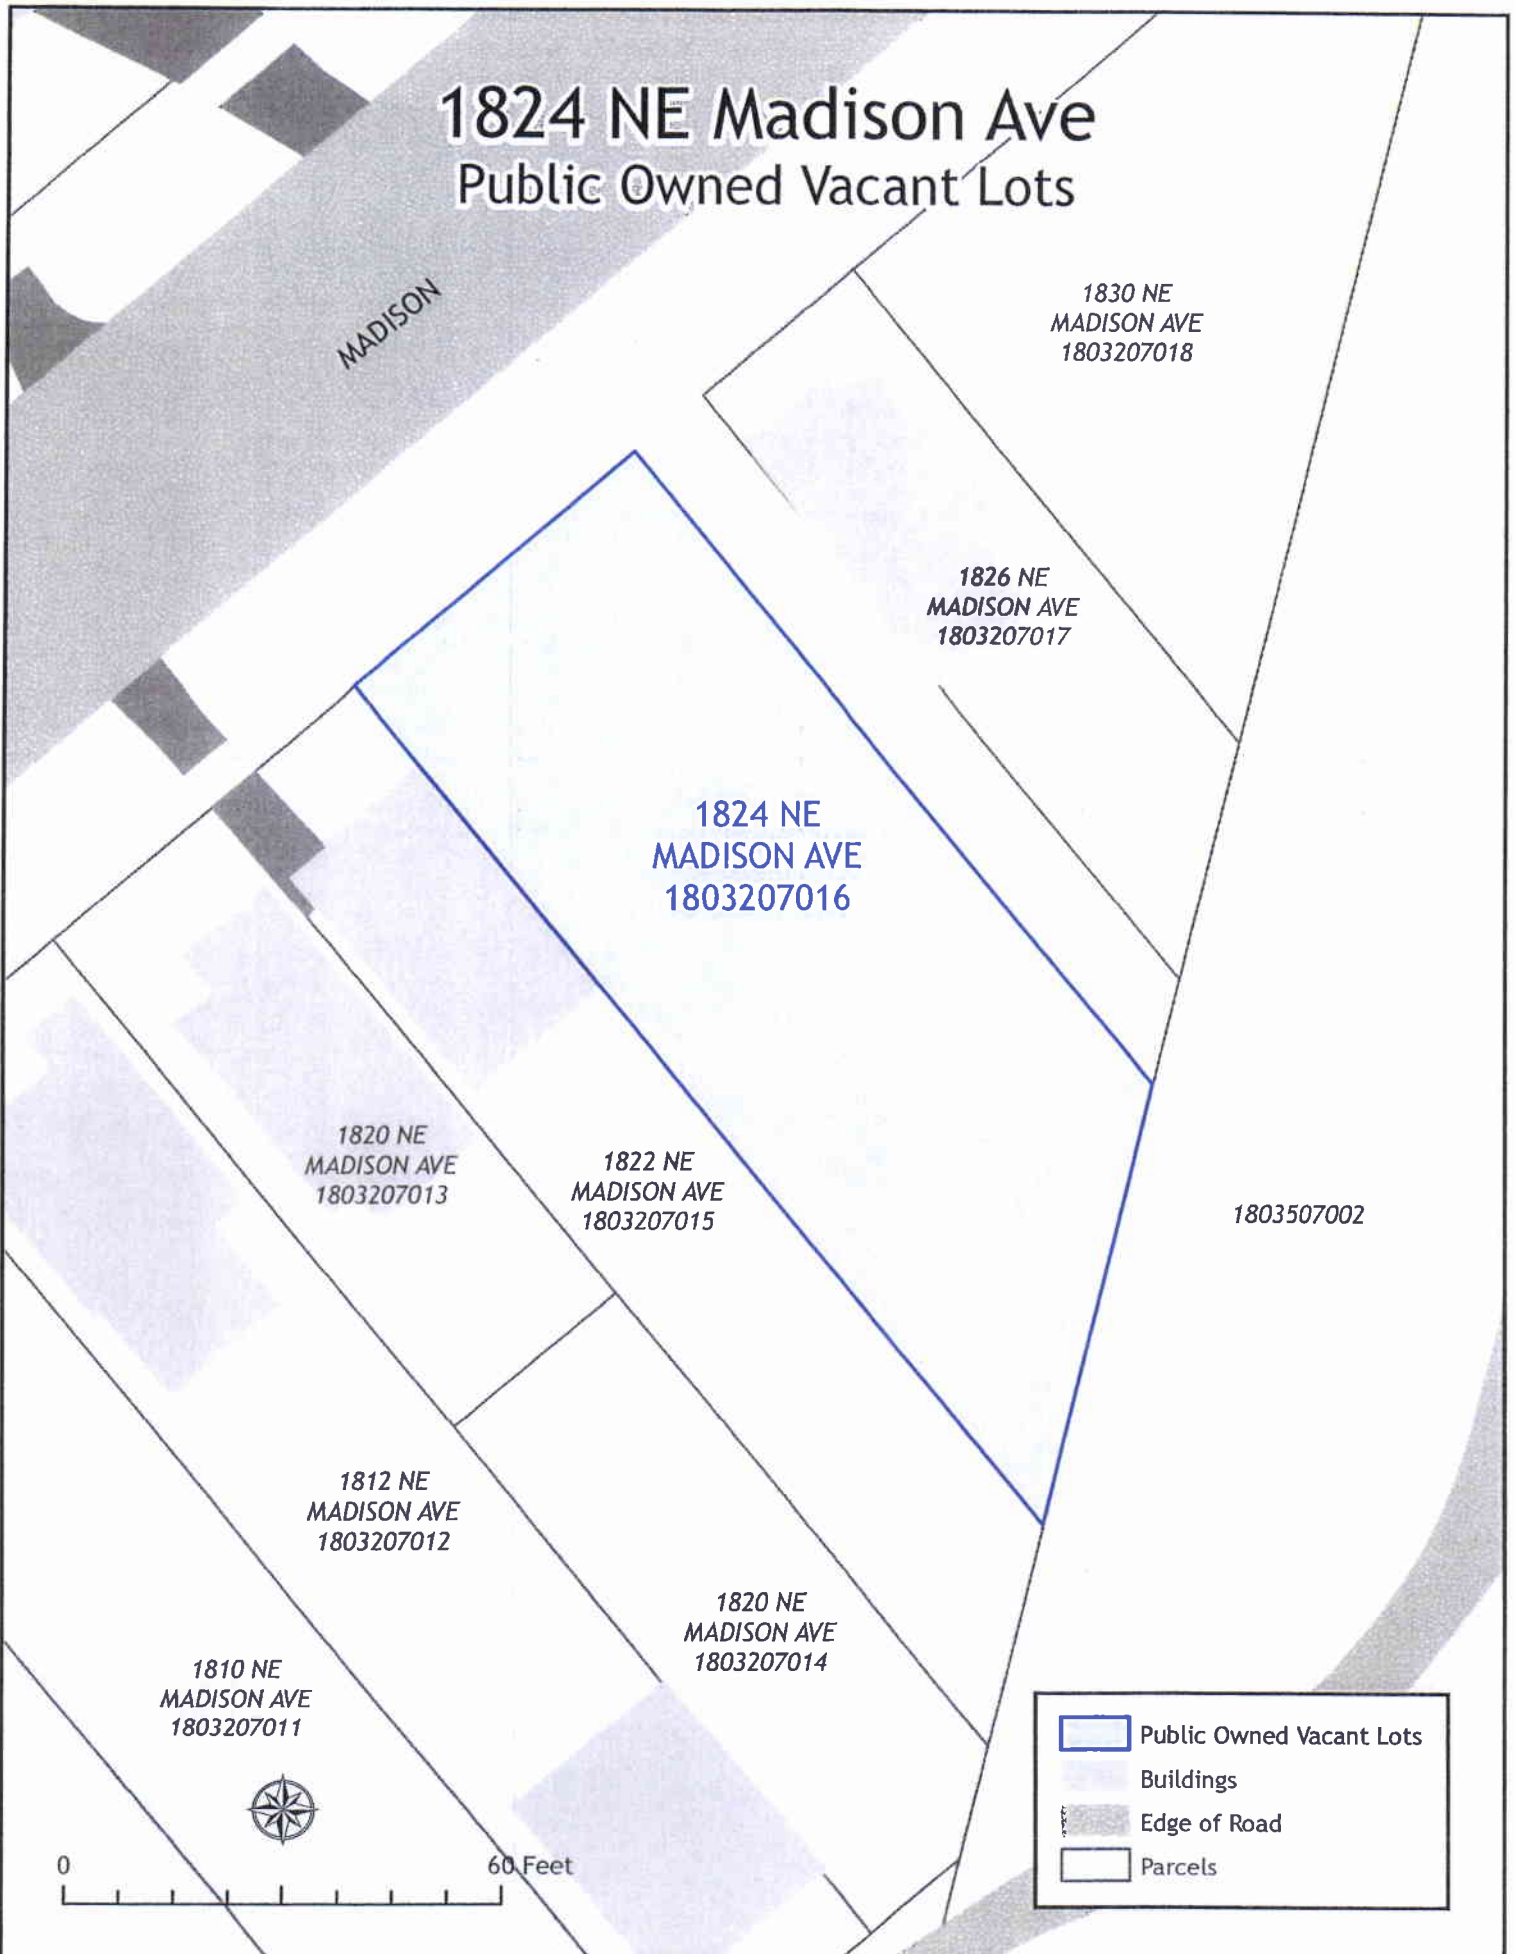 1824 NE Madison Ave
Public Owned Vacant Lots
MADISON
1830 NE
MADISON AVE
1803207018
1826 NE
MADISON AVE
1803207017
1824 NE
MADISON AVE
1803207016
1820 NE
MADISON AVE
1803207013
1822 NE
MADISON AVE
1803207015
1803507002
1812 NE
MADISON AVE
1803207012
1820 NE
MADISON AVE
1803207014
1810 NE
MADISON AVE
1803207011
0
60 Feet
Public Owned Vacant Lots
Buildings
Edge of Road
Parcels